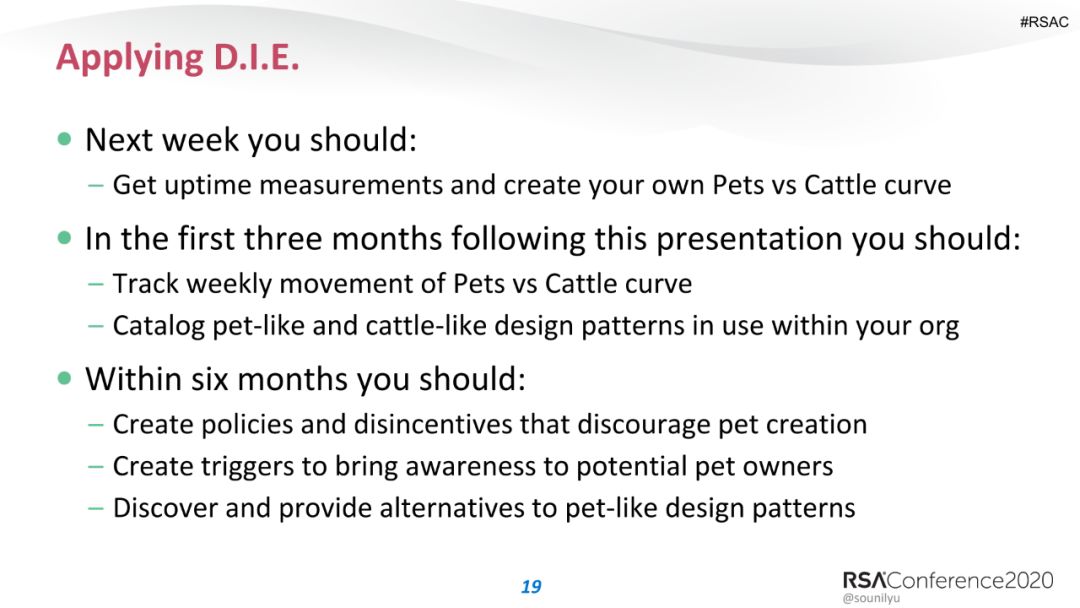 #RSAC
Applying D.I.E.
• Next week you should:
– Get uptime measurements and create your own Pets vs Cattle curve
• In the first three months following this presentation you should:
– Track weekly movement of Pets vs Cattle curve
– Catalog pet-like and cattle-like design patterns in use within your org
• Within six months you should:
– Create policies and disincentives that discourage pet creation
– Create triggers to bring awareness to potential pet owners
– Discover and provide alternatives to pet-like design patterns
19
RSAConference2020
@sounilyu